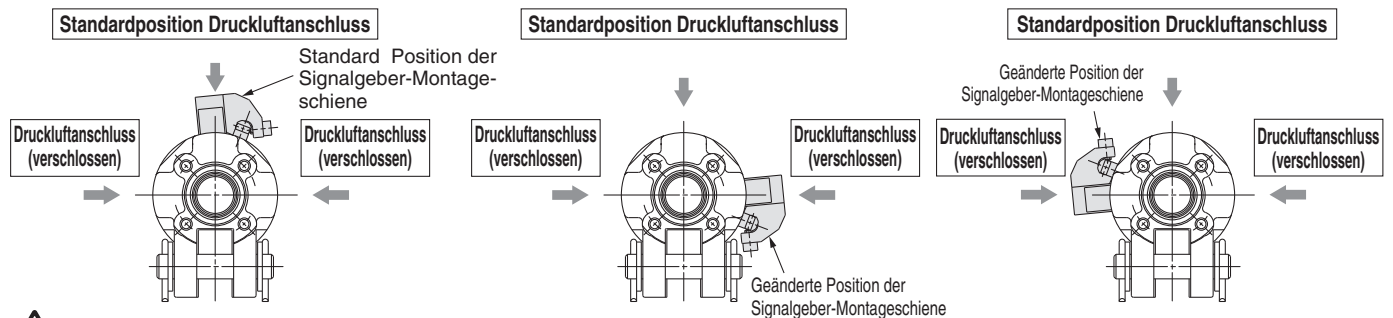 Standardposition Druckluftanschluss
Standard Position der
Signalgeber-Montage-
schiene
Druckluftanschluss
(verschlossen)
Druckluftanschluss
(verschlossen)
Standardposition Druckluftanschluss
Druckluftanschluss
(verschlossen)
Druckluftanschluss
(verschlossen)
Geänderte Position der
Signalgeber-Montageschiene
Standardposition Druckluftanschluss
Geänderte Position der
Signalgeber-Montageschiene
Druckluftanschluss
(verschlossen)
Druckluftanschluss
(verschlossen)